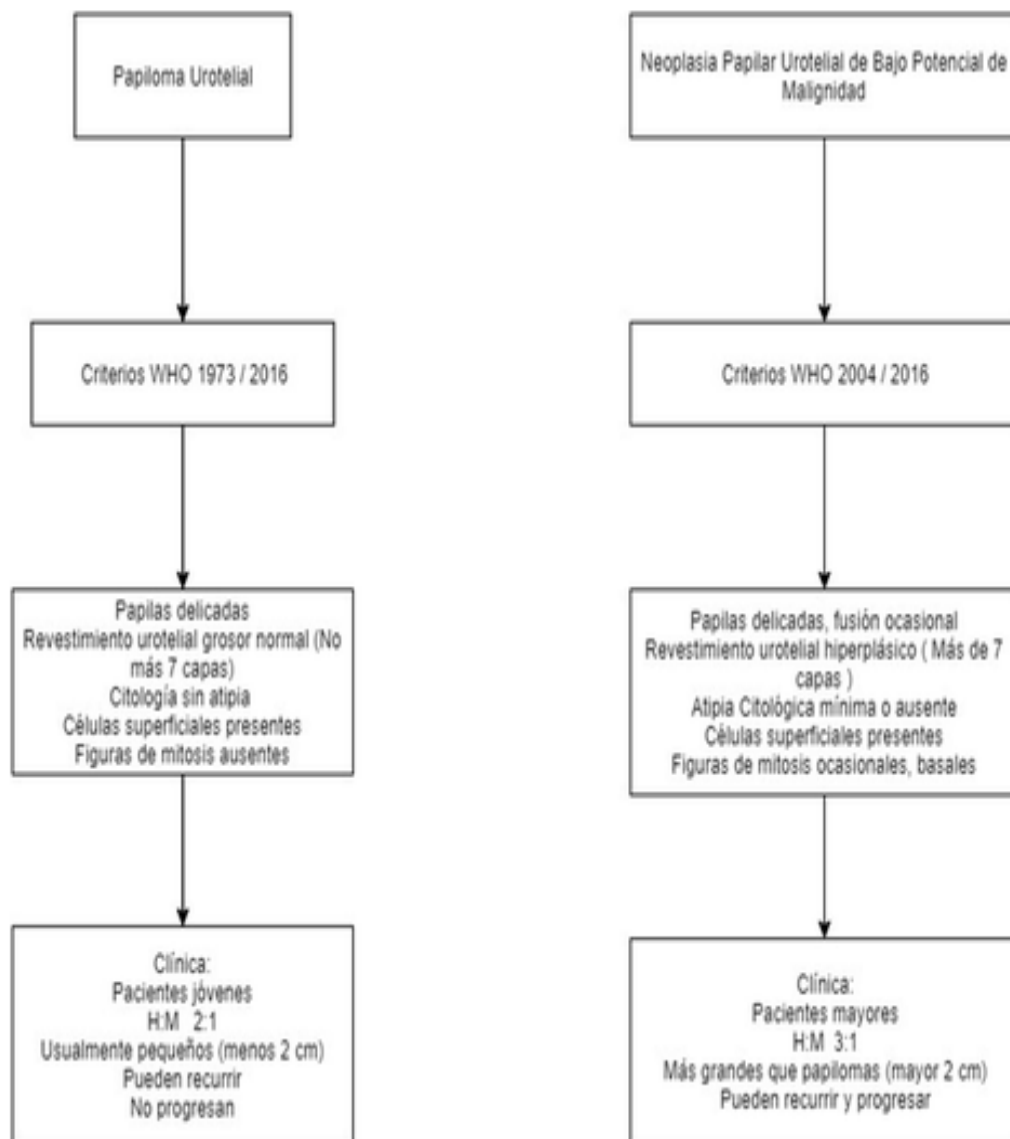 Papiloma Urotelial
Criterios WHO 1973 / 2016
Papilas delicadas
Revestimiento urotelial grosor normal (No
más 7 capas)
Citología sin atipia
Células superficiales presentes
Figuras de mitosis ausentes
Clínica:
Pacientes jóvenes
H:M 2:1
Usualmente pequeños (menos 2 cm)
Pueden recurrir
No progresan
Neoplasia Papilar Urotelial de Bajo Potencial de
Malignidad
Criterios WHO 2004 / 2016
Papilas delicadas, fusión ocasional
Revestimiento urotelial hiperplásico ( Más de 7
capas )
Atipia Citológica mínima o ausente
Células superficiales presentes
Figuras de mitosis ocasionales, basales
Clínica:
Pacientes mayores
H:M 3:1
Más grandes que papilomas (mayor 2 cm)
Pueden recurrir y progresar